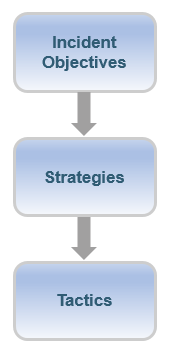 Incident
Objectives
Strategies
Tactics